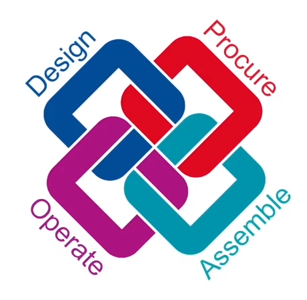 Design
Procure
Operate
Assemble